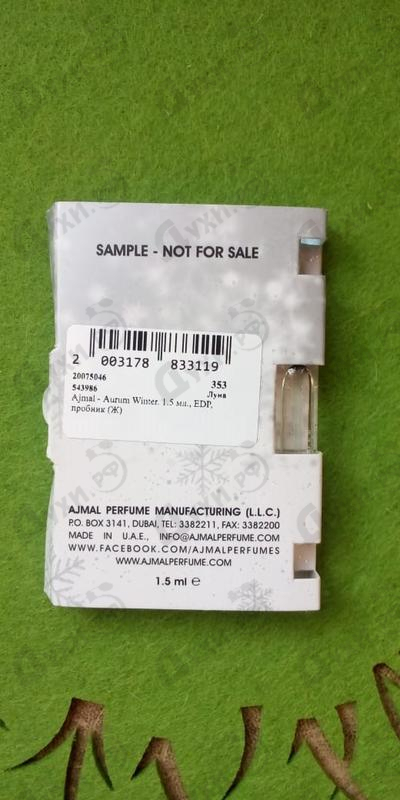 SAMPLE - NOT FOR SALE
2 003178 833119
20075046 353
543986 Луна
Ajmal - Aurum Winter. 1.5 мл., EDP,
пробник (Ж)
AJMAL PERFUME MANUFACTURING (L.L.C.)
P.O. BOX 3141, DUBAI, TEL: 3382211, FAX: 3382200
MADE IN U.A.E., INFO@AJMALPERFUME.COM
WWW.FACEBOOK.COM/AJMALPERFUMES
WWW.AJMALPERFUME.COM
1.5 ml e
Духи.рф